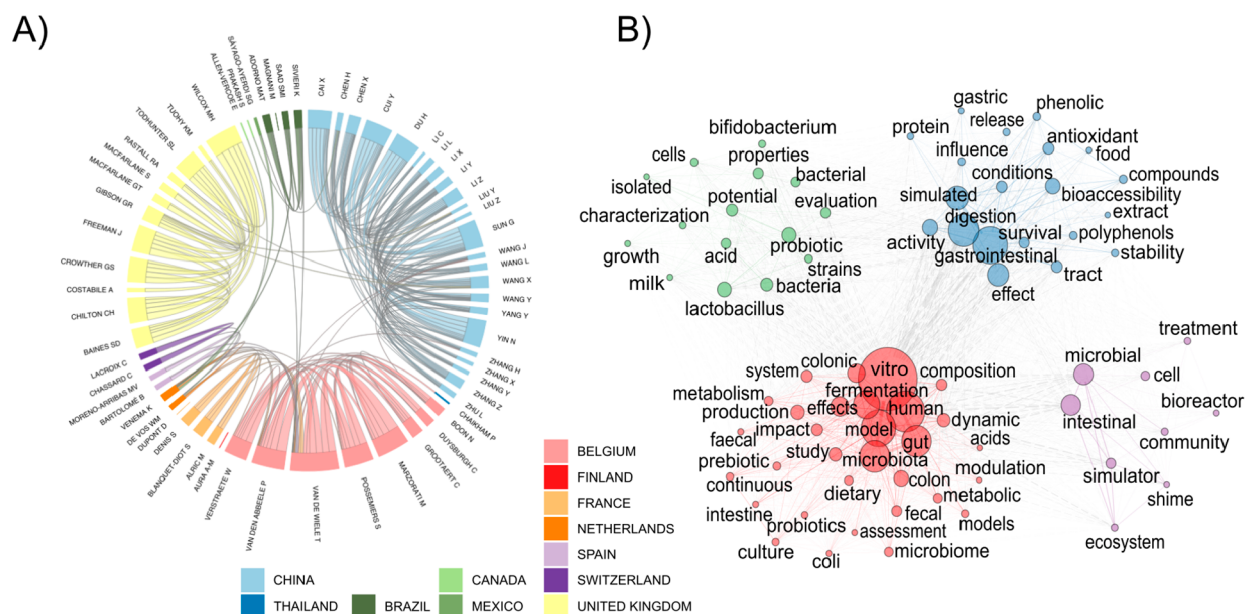 A)
SAYAGO-AYERDI SG
ALLEN-VERCOE E
PRAKASH S
ADORNO MAT
MAGNANI M
SAAD SMI
SIVIERI K
CAI X
CHEN H
CHEN X
CUI Y
DU H
LI C
LI L
LI X
LI Y
LI Z
LIU Y
LIU Z
SUN G
WANG J
WANG L
WANG X
WANG Y
YANG Y
YIN N
ZHANG H
ZHANG X
ZHANG Y
ZHANG Z
ZHU L
CHAIKHAM P
BOON N
DUYSBURGH C
GROOTAERT C
MARZORATI M
POSSEMIERS S
VAN DE WIELE T
VAN DEN ABBEELE P
VERSTRAETE W
AURA A-M
ALRIC M
BLANQUET-DIOT S
DENIS S
DUPONT D
DE VOS WM
VENEMA K
BARTOLOME B
MORENO-ARRIBAS MV
CHASSARD C
LACROIX C
BAINES SD
CHILTON CH
COSTABILE A
CROWTHER GS
FREEMAN J
GIBSON GR
MACFARLANE GT
MACFARLANE S
RASTALL RA
TODHUNTER SL
TUOHY KM
WILCOX MH
BELGIUM
FINLAND
FRANCE
NETHERLANDS
SPAIN
SWITZERLAND
UNITED KINGDOM
CHINA
THAILAND
BRAZIL
CANADA
MEXICO
B)
bifidobacterium
cells
properties
isolated
bacterial
potential
evaluation
characterization
probiotic
growth
acid
strains
milk
bacteria
lactobacillus
gastric
phenolic
release
protein
antioxidant
influence
food
conditions
compounds
simulated
bioaccessibility
digestion
extract
survival
activity
polyphenols
gastrointestinal
stability
tract
effect
colonic
vitro
system
composition
metabolism
fermentation
production
effects
human
dynamic
faecal
impact
model
acids
gut
prebiotic
study
microbiota
modulation
continuous
colon
dietary
metabolic
intestine
fecal
models
probiotics
assessment
culture
coli
microbiome
treatment
microbial
cell
bioreactor
intestinal
community
simulator
shime
ecosystem